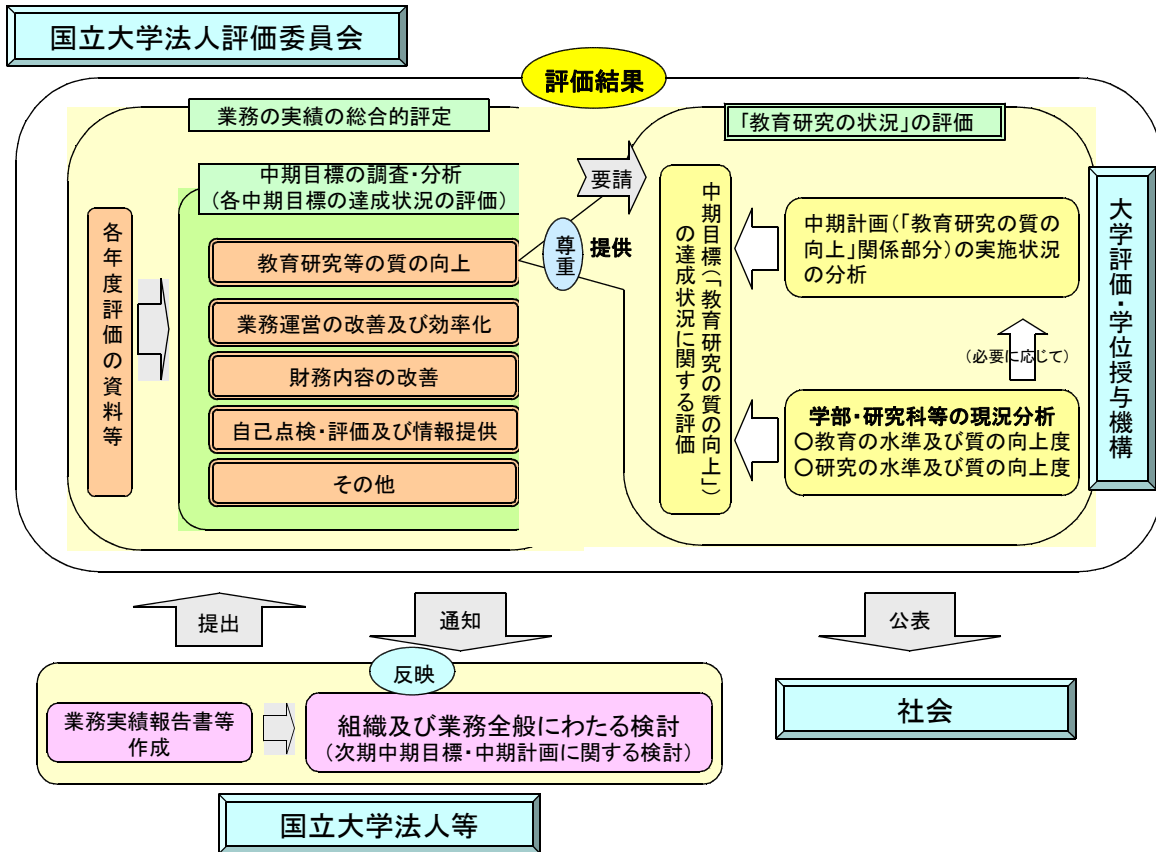 国立大学法人評価委員会
評価結果
業務の実績の総合的評定
中期目標の調査・分析
(各中期目標の達成状況の評価)
各年度評価の資料等
教育研究等の質の向上
業務運営の改善及び効率化
財務内容の改善
自己点検・評価及び情報提供
その他
要請
尊重
提供
「教育研究の状況」の評価
中期目標(「教育研究の質の向上」)
の達成状況に関する評価
中期計画(「教育研究の質の
向上」関係部分)の実施状況
の分析
(必要に応じて)
学部・研究科等の現況分析
○教育の水準及び質の向上度
○研究の水準及び質の向上度
大学評価・学位授与機構
提出
通知
公表
反映
業務実績報告書等
作成
組織及び業務全般にわたる検討
(次期中期目標・中期計画に関する検討)
社会
国立大学法人等